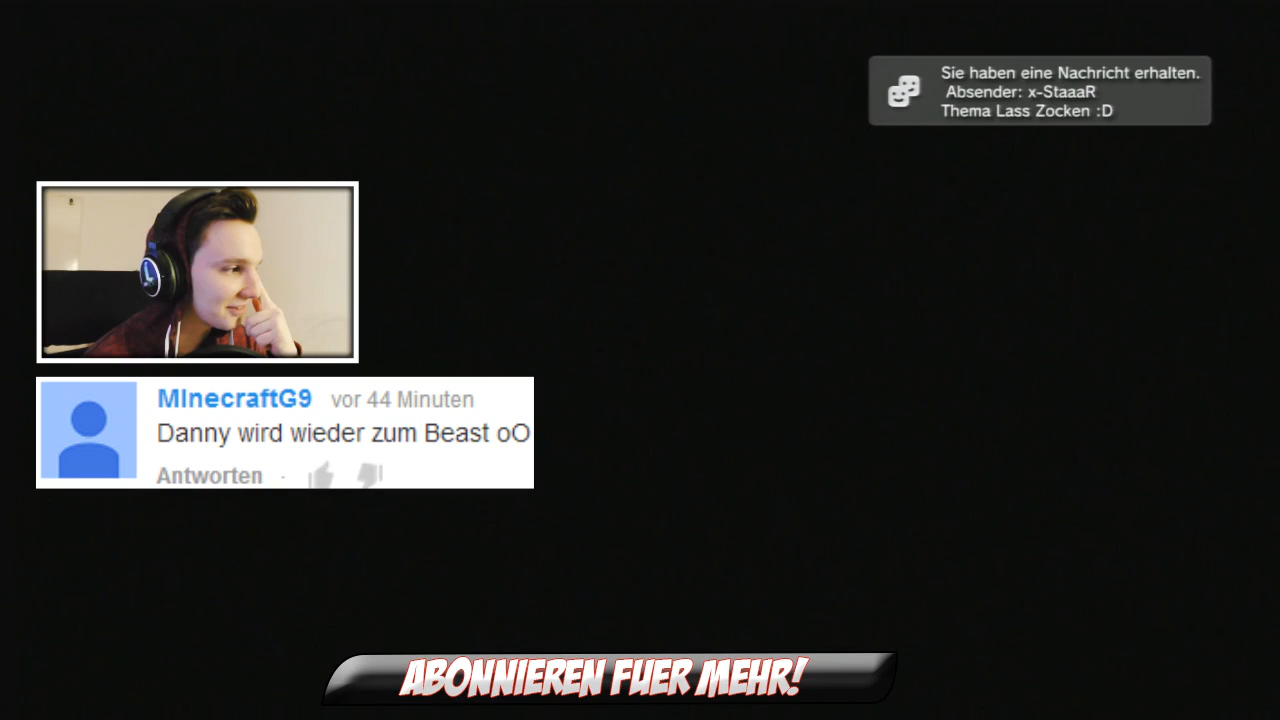 Sie haben eine Nachricht erhalten.
Absender: x-StaaaR
Thema Lass Zocken :D
MInecraftG9 vor 44 Minuten
Danny wird wieder zum Beast oO
Antworten ·
ABONNIEREN FUER MEHR!